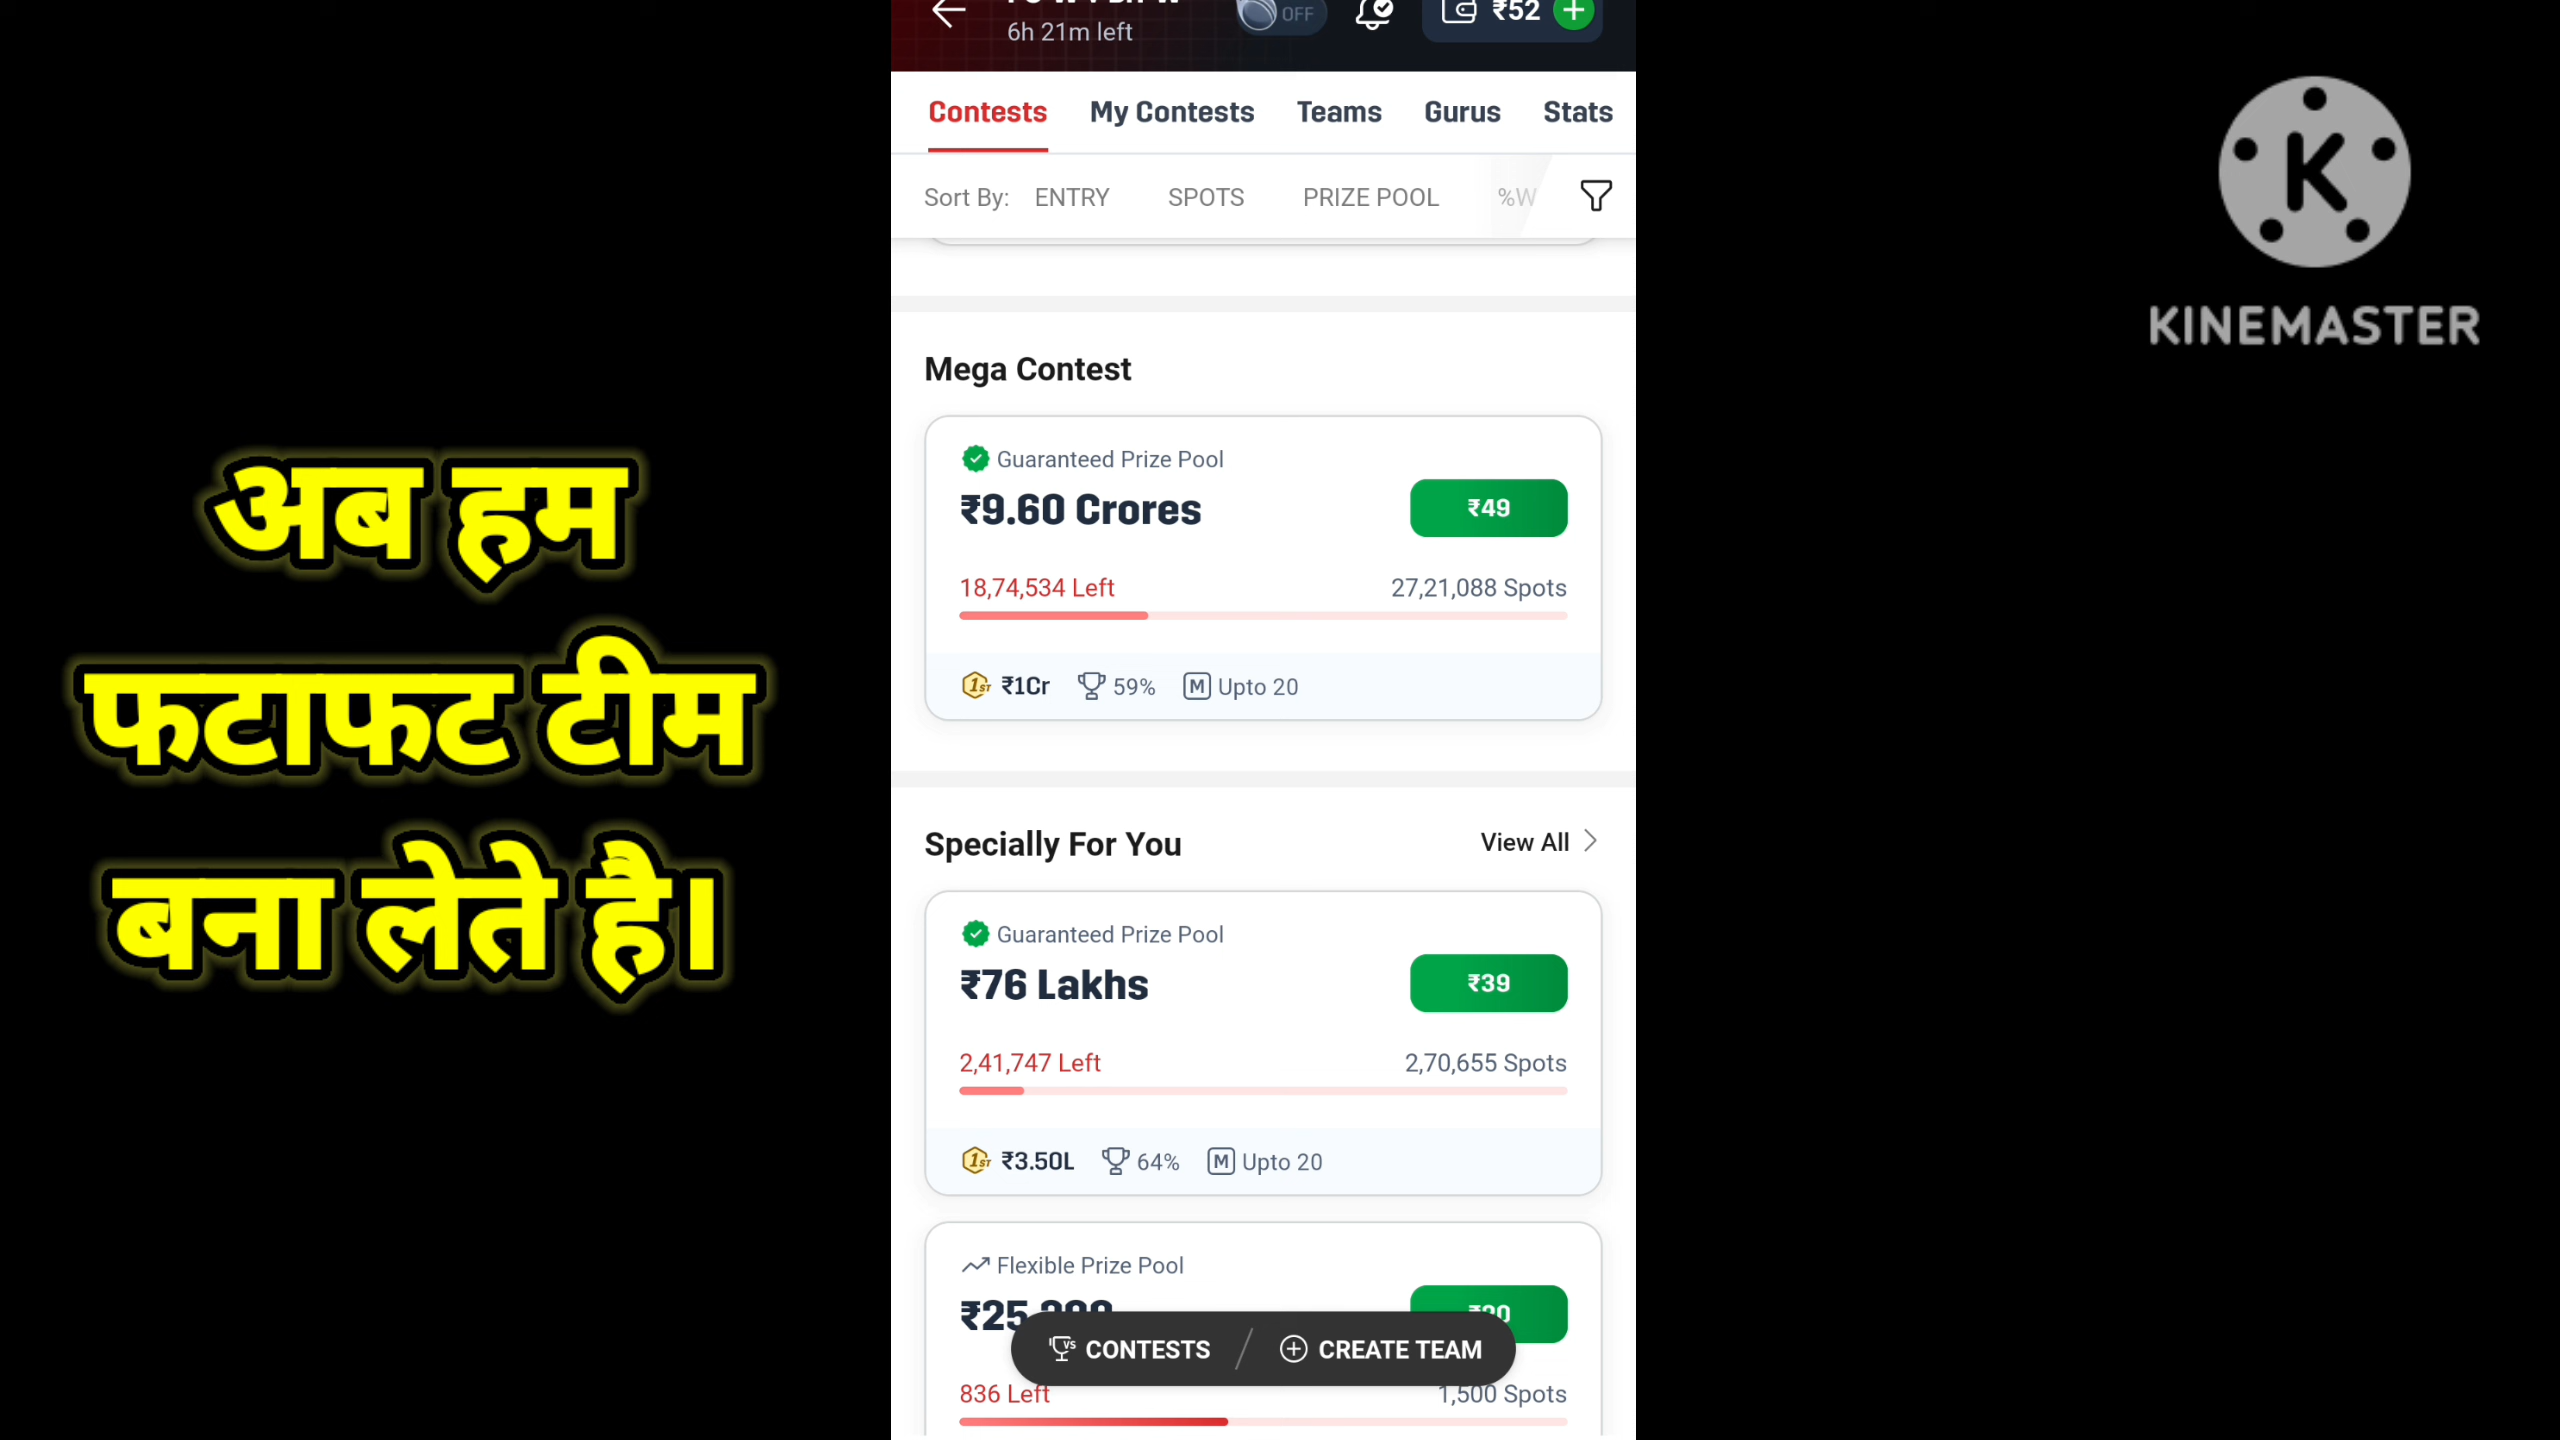 OFF
₹52
6h 21m left
Contests My Contests Teams Gurus Stats
Sort By: ENTRY SPOTS PRIZE POOL
KINEMASTER
Mega Contest
Guaranteed Prize Pool
₹9.60 Crores ₹49
18,74,534 Left 27,21,088 Spots
1ST ₹1Cr 59% M Upto 20
अब हम
फटाफट टीम
बना लेते है।
Specially For You View All
Guaranteed Prize Pool
₹76 Lakhs ₹39
2,41,747 Left 2,70,655 Spots
1ST ₹3.50L 64% M Upto 20
Flexible Prize Pool
CONTESTS CREATE TEAM
836 Left 1,500 Spots